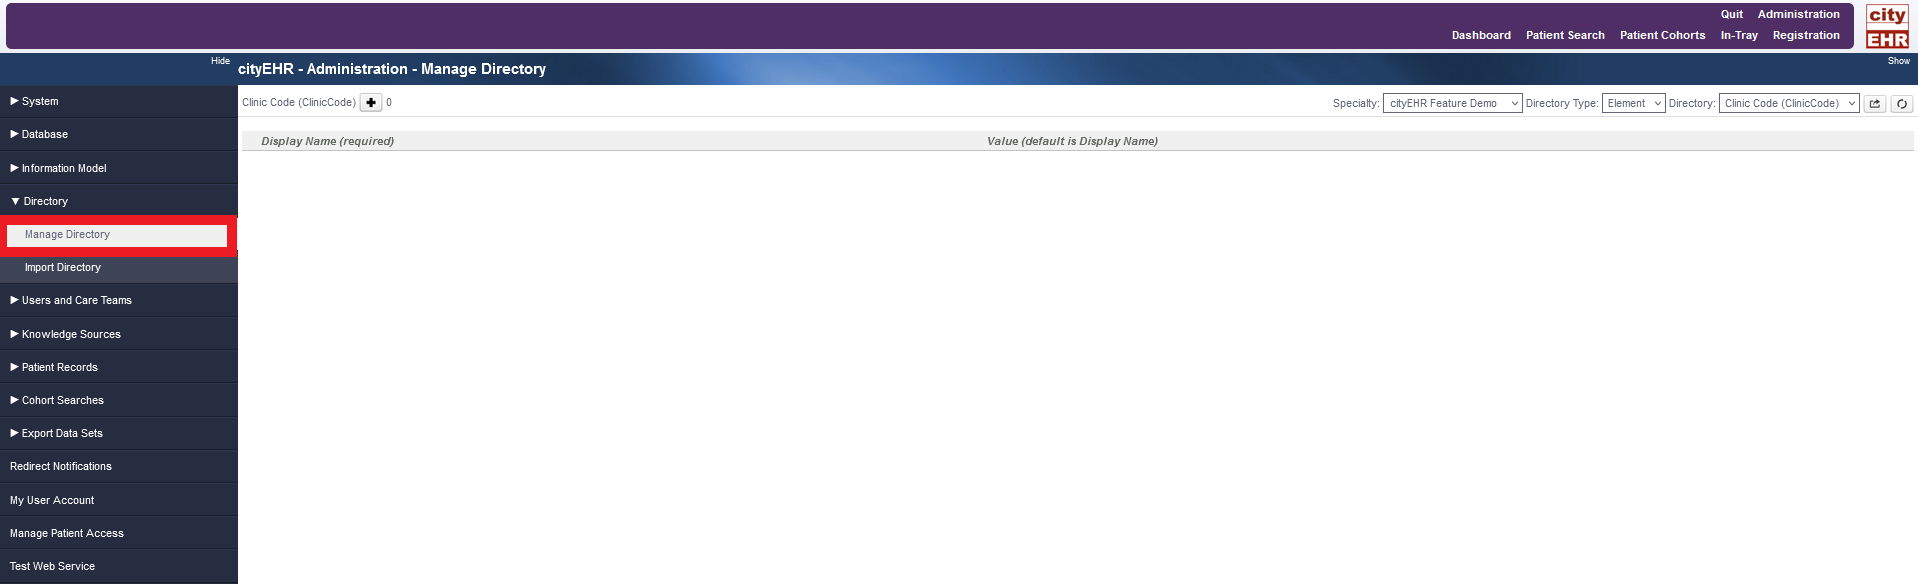 Quit Administration
Dashboard Patient Search Patient Cohorts In-Tray Registration
city
EHR
Hide
cityEHR - Administration - Manage Directory
Show
System
Database
Information Model
Directory
Manage Directory
Import Directory
Users and Care Teams
Knowledge Sources
Patient Records
Cohort Searches
Export Data Sets
Redirect Notifications
My User Account
Manage Patient Access
Test Web Service
Clinic Code (ClinicCode) 0
Specialty: cityEHR Feature Demo Directory Type: Element Directory: Clinic Code (ClinicCode)
Display Name (required) Value (default is Display Name)